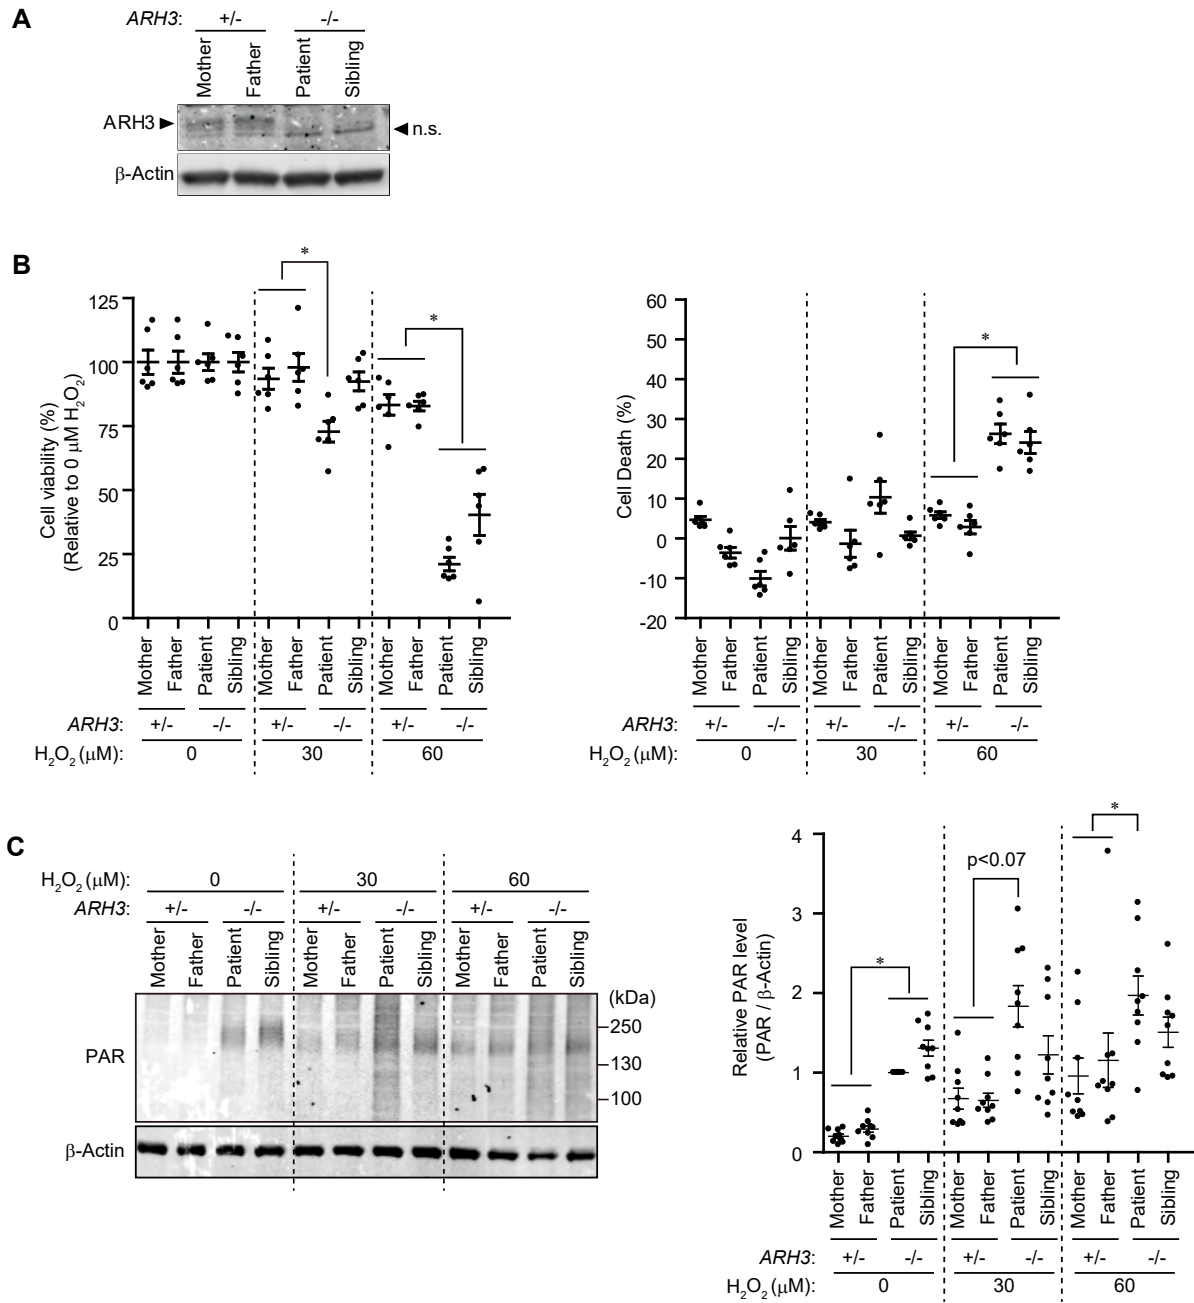 A
ARH3: +/- -/-
Mother Father Patient Sibling
ARH3 n.s.
β-Actin
B
*
*
125
100
75
50
25
0
Cell viability (%)
(Relative to 0 μM H₂O₂)
Mother Father Patient Sibling Mother Father Patient Sibling Mother Father Patient Sibling
ARH3: +/- -/- +/- -/- +/- -/-
H₂O₂ (μM): 0 30 60
*
60
50
40
30
20
10
0
-10
-20
Cell Death (%)
Mother Father Patient Sibling Mother Father Patient Sibling Mother Father Patient Sibling
ARH3: +/- -/- +/- -/- +/- -/-
H₂O₂ (μM): 0 30 60
C
H₂O₂ (μM): 0 30 60
ARH3: +/- -/- +/- -/- +/- -/-
Mother Father Patient Sibling Mother Father Patient Sibling Mother Father Patient Sibling
(kDa)
250
PAR
130
100
β-Actin
*
p<0.07
*
4
3
2
1
0
Relative PAR level
(PAR / β-Actin)
Mother Father Patient Sibling Mother Father Patient Sibling Mother Father Patient Sibling
ARH3: +/- -/- +/- -/- +/- -/-
H₂O₂ (μM): 0 30 60